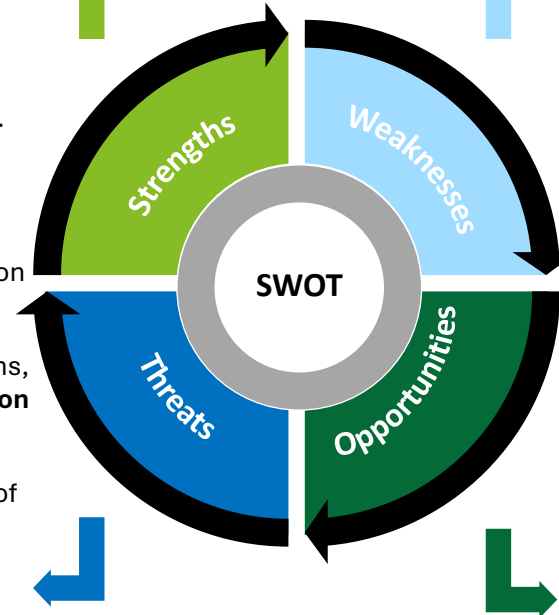 Strengths
Weaknesses
on
SWOT
ns,
on
Threats
Opportunities
of